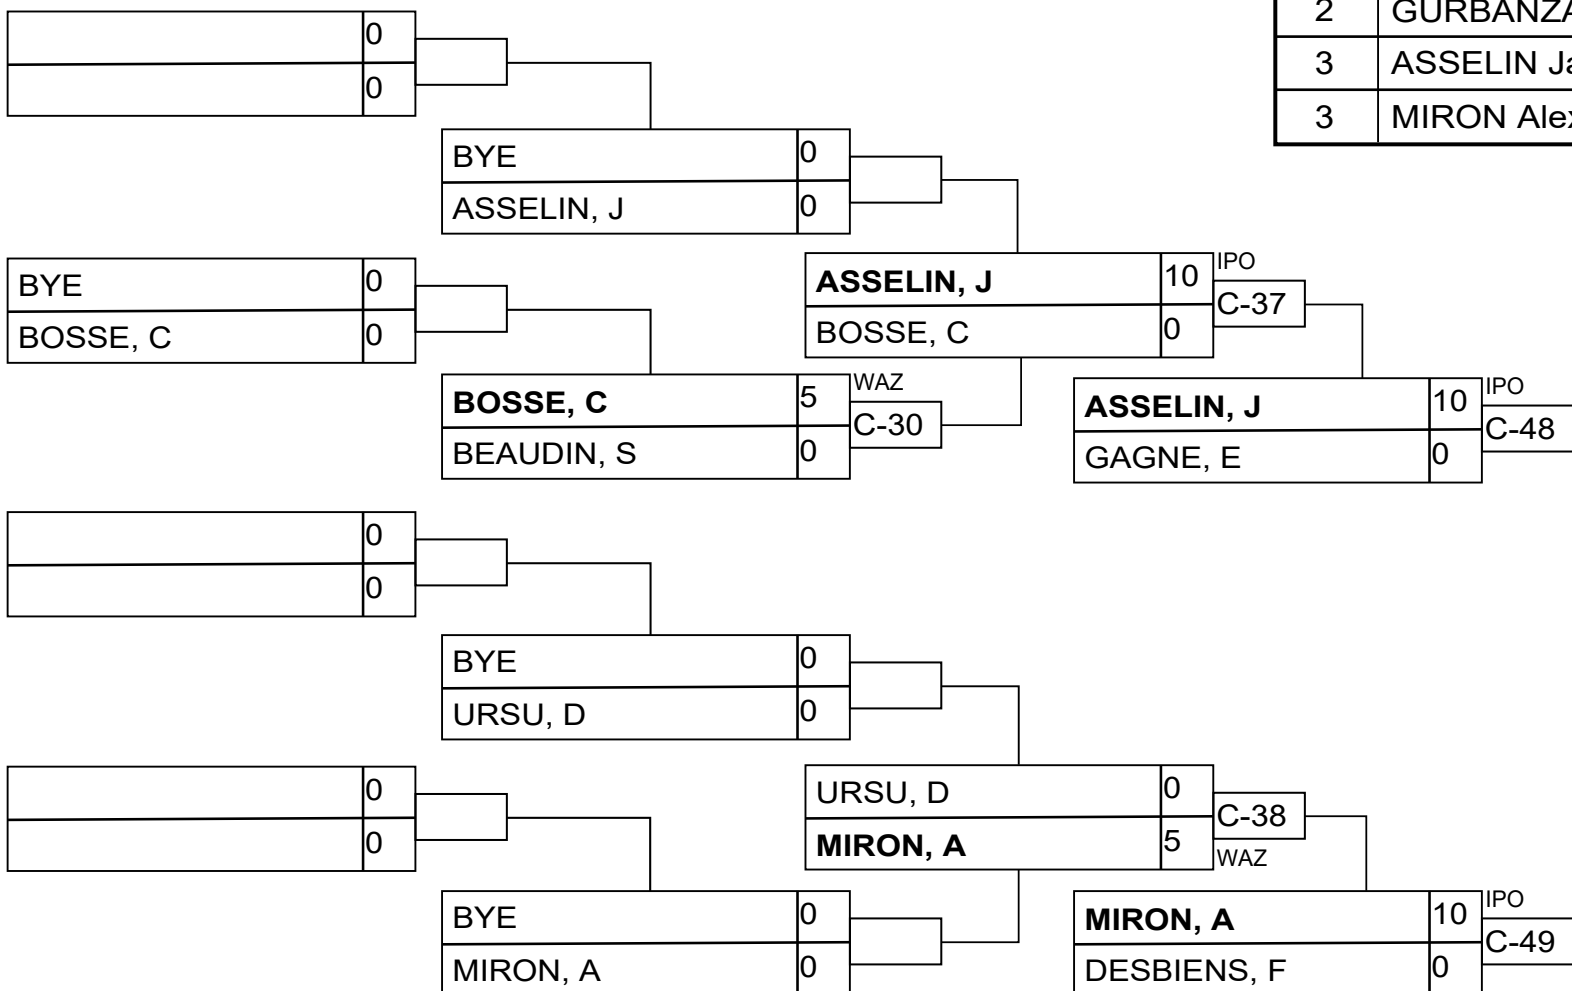 2 GURBANZA
3 ASSELIN Ja
3 MIRON Alex
0
0
BYE 0
ASSELIN, J 0
BYE 0
BOSSE, C 0
ASSELIN, J 10 IPO
C-37
BOSSE, C 0
BOSSE, C 5 WAZ
C-30
BEAUDIN, S 0
ASSELIN, J 10 IPO
C-48
GAGNE, E 0
0
0
BYE 0
URSU, D 0
0
0
URSU, D 0
C-38
MIRON, A 5 WAZ
BYE 0
MIRON, A 0
MIRON, A 10 IPO
C-49
DESBIENS, F 0